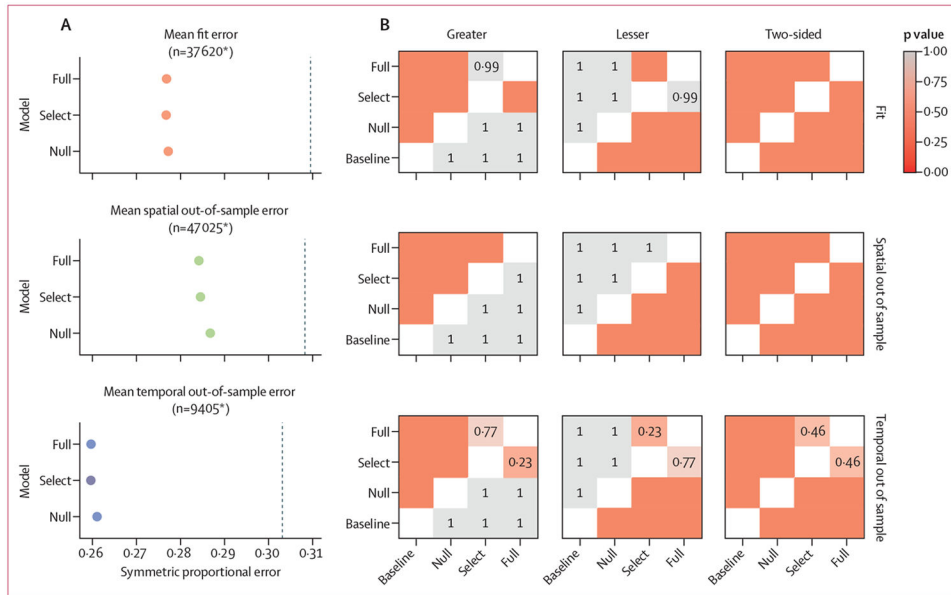 A
Mean fit error
(n=37620*)
Model
Full
Select
Null
Mean spatial out-of-sample error
(n=47025*)
Model
Full
Select
Null
Mean temporal out-of-sample error
(n=9405*)
Model
Full
Select
Null
0·26 0·28 0·29 0·30 0·31
Symmetric proportional error
B
Greater Lesser Two-sided
Full 0·99 1 1
Select 1 1 0·99
Null 1 1 1
Baseline 1 1 1
Fit
Full 1 1 1
Select 1 1 1
Null 1 1 1
Baseline 1 1 1
Spatial out of sample
Full 0·77 1 1 0·23 0·46
Select 0·23 1 1 0·77 0·46
Null 1 1 1
Baseline 1 1 1
Temporal out of sample
Baseline Null Select Full Baseline Null Select Full Baseline Null Select Full
p value
1·00
0·75
0·50
0·25
0·00